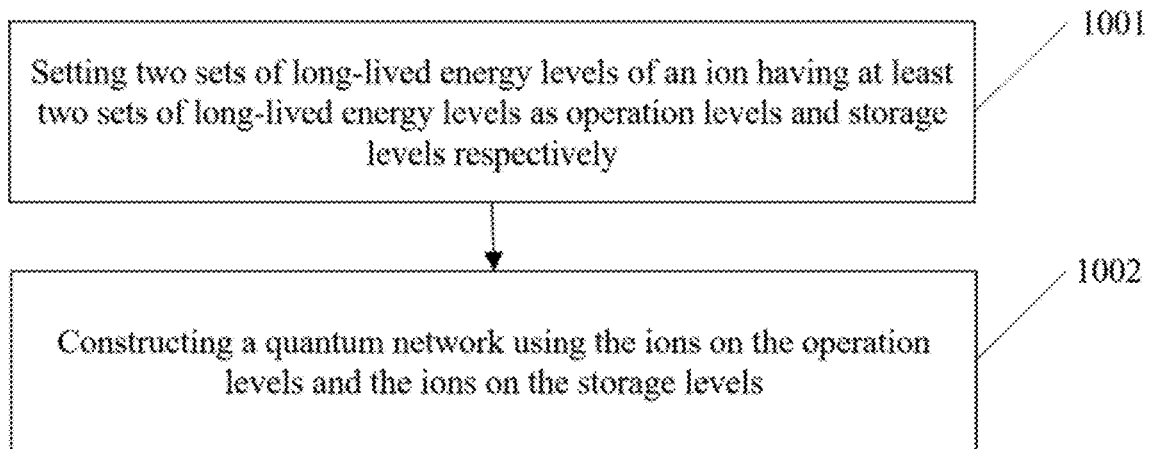 1001
Setting two sets of long-lived energy levels of an ion having at least
two sets of long-lived energy levels as operation levels and storage
levels respectively
1002
Constructing a quantum network using the ions on the operation
levels and the ions on the storage levels